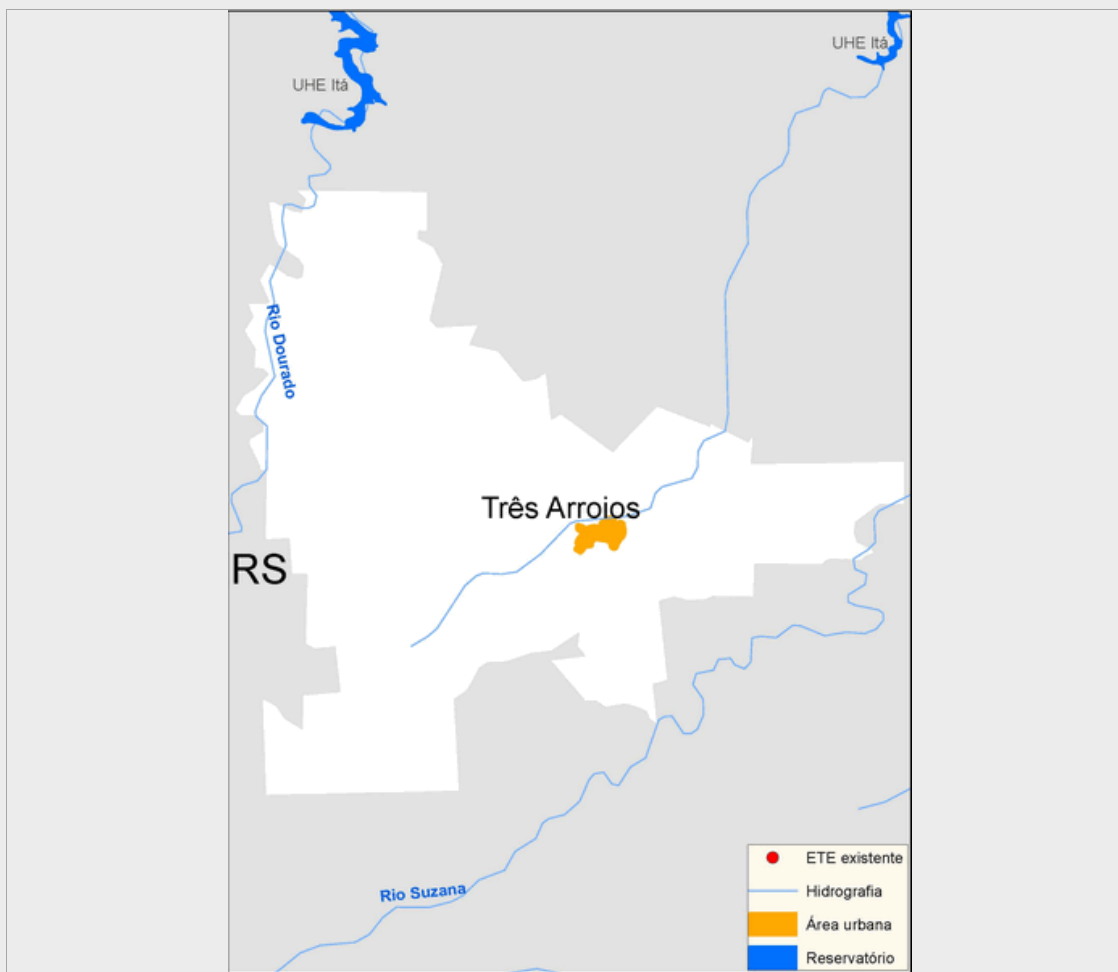 UHE Itá
UHE Itá
Rio Dourado
Três Arroios
RS
Rio Suzana
ETE existente
Hidrografia
Área urbana
Reservatório